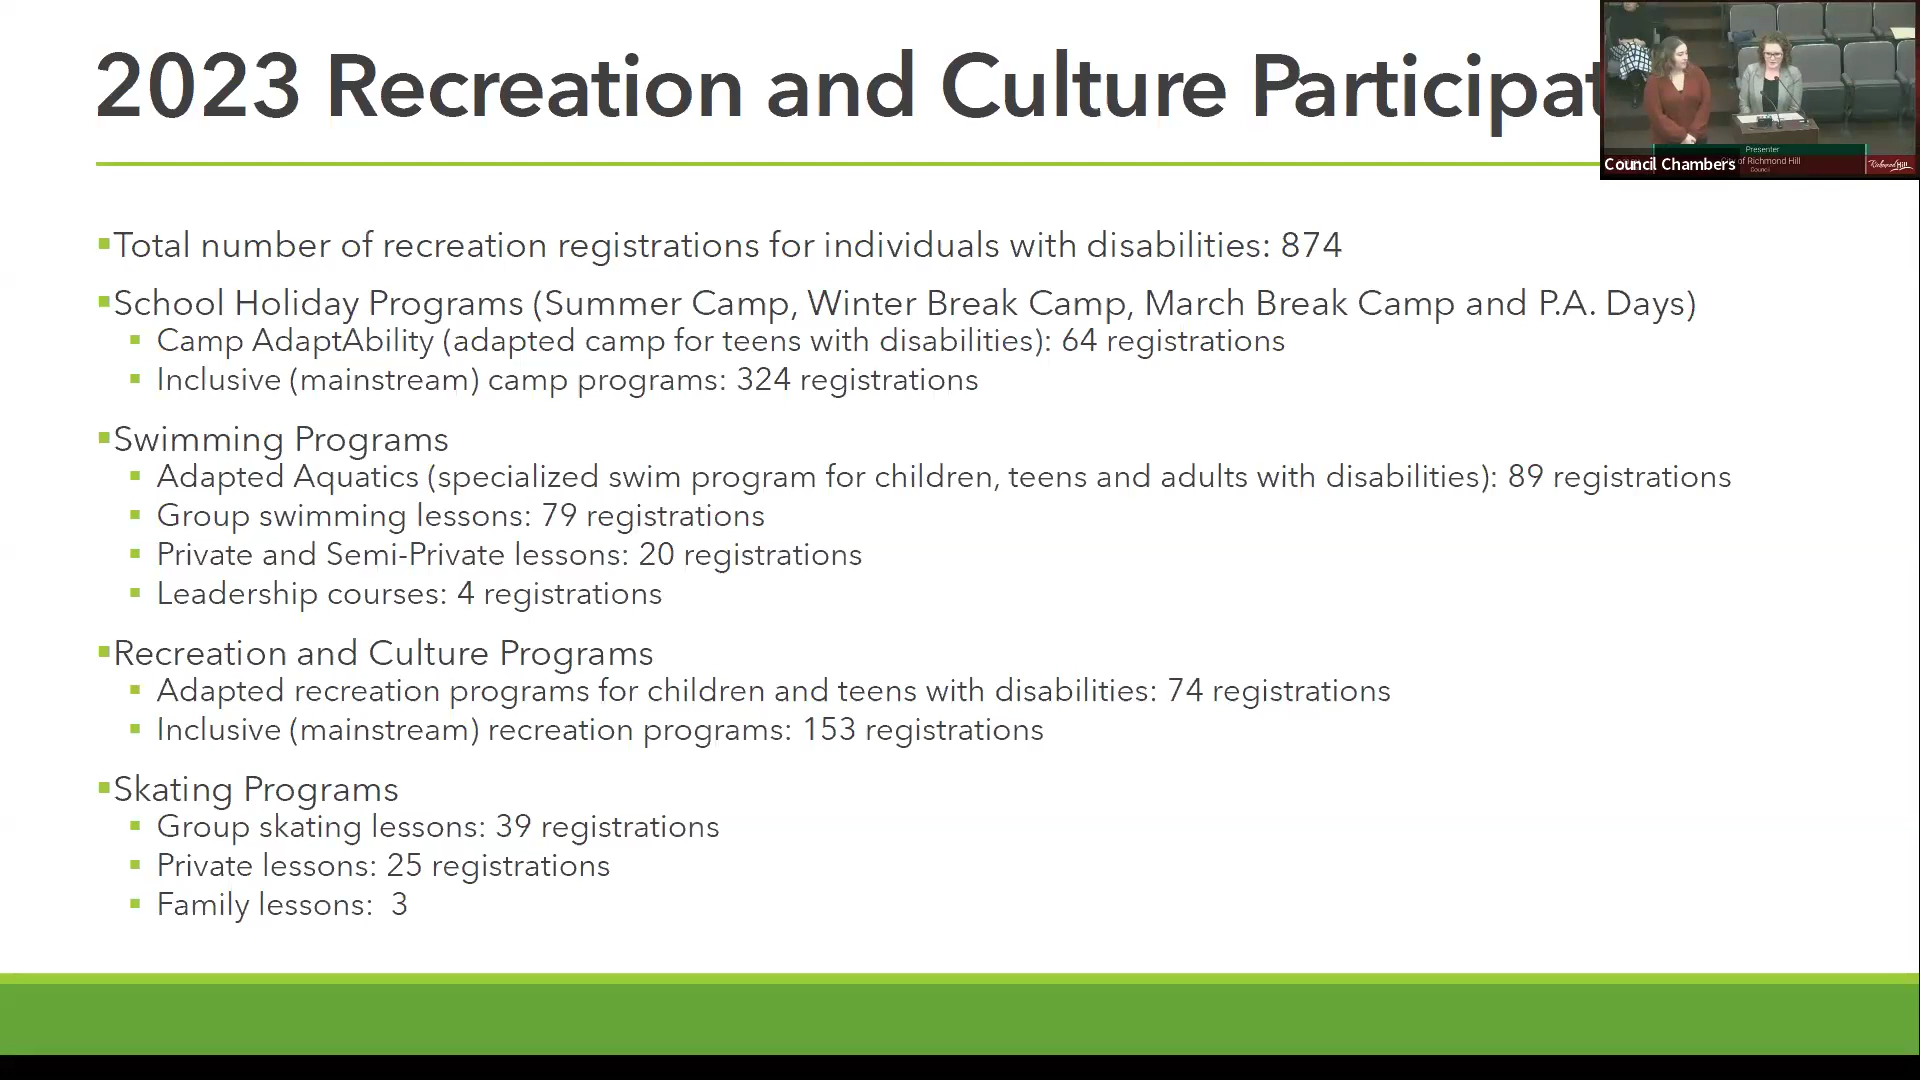 2023 Recreation and Culture Participat
Presenter
City of Richmond Hill
Council
Council Chambers
Richmond Hill
▪Total number of recreation registrations for individuals with disabilities: 874
▪School Holiday Programs (Summer Camp, Winter Break Camp, March Break Camp and P.A. Days)
▪ Camp AdaptAbility (adapted camp for teens with disabilities): 64 registrations
▪ Inclusive (mainstream) camp programs: 324 registrations
▪Swimming Programs
▪ Adapted Aquatics (specialized swim program for children, teens and adults with disabilities): 89 registrations
▪ Group swimming lessons: 79 registrations
▪ Private and Semi-Private lessons: 20 registrations
▪ Leadership courses: 4 registrations
▪Recreation and Culture Programs
▪ Adapted recreation programs for children and teens with disabilities: 74 registrations
▪ Inclusive (mainstream) recreation programs: 153 registrations
▪Skating Programs
▪ Group skating lessons: 39 registrations
▪ Private lessons: 25 registrations
▪ Family lessons:  3